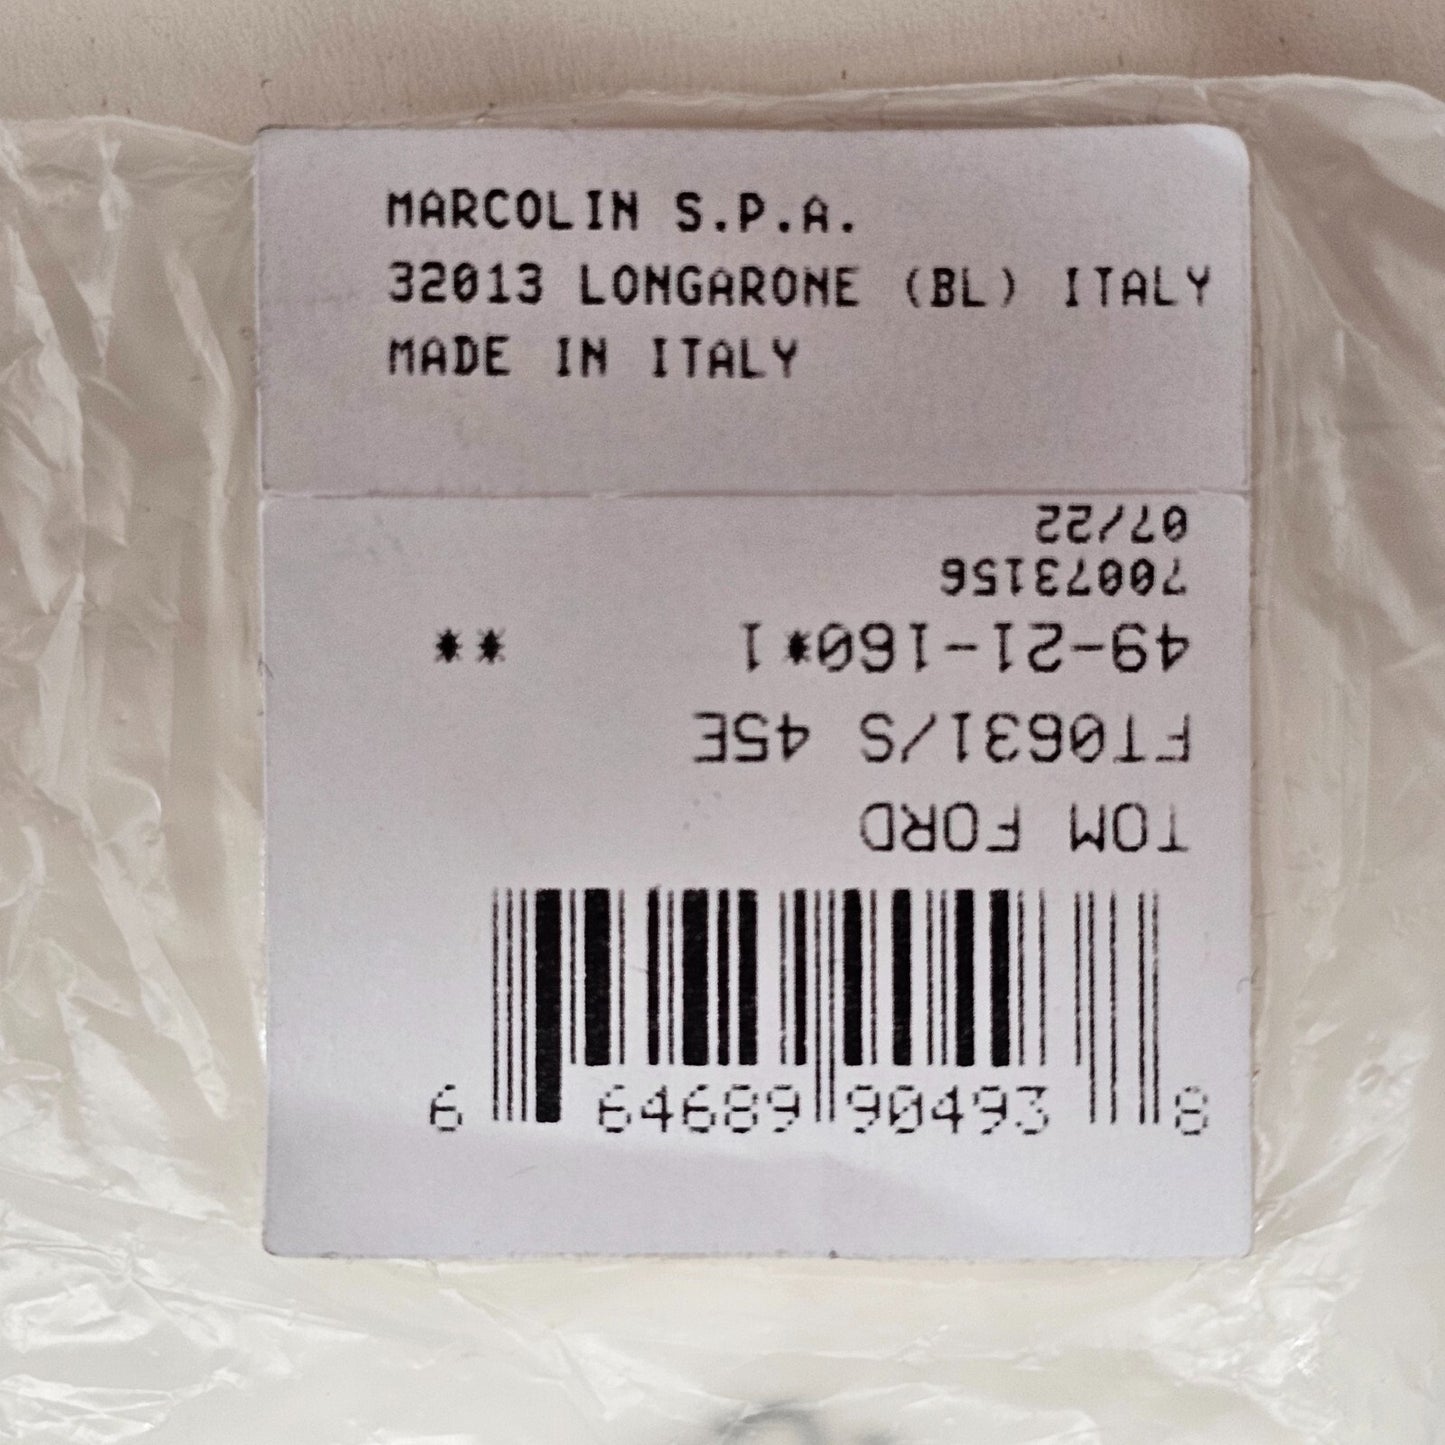 MARCOLIN S.P.A.
32013 LONGARONE (BL) ITALY
MADE IN ITALY
TOM FORD
FT0631/S 45E
49-21-160*1 **
70073156
07/22
6 64689 90493 8